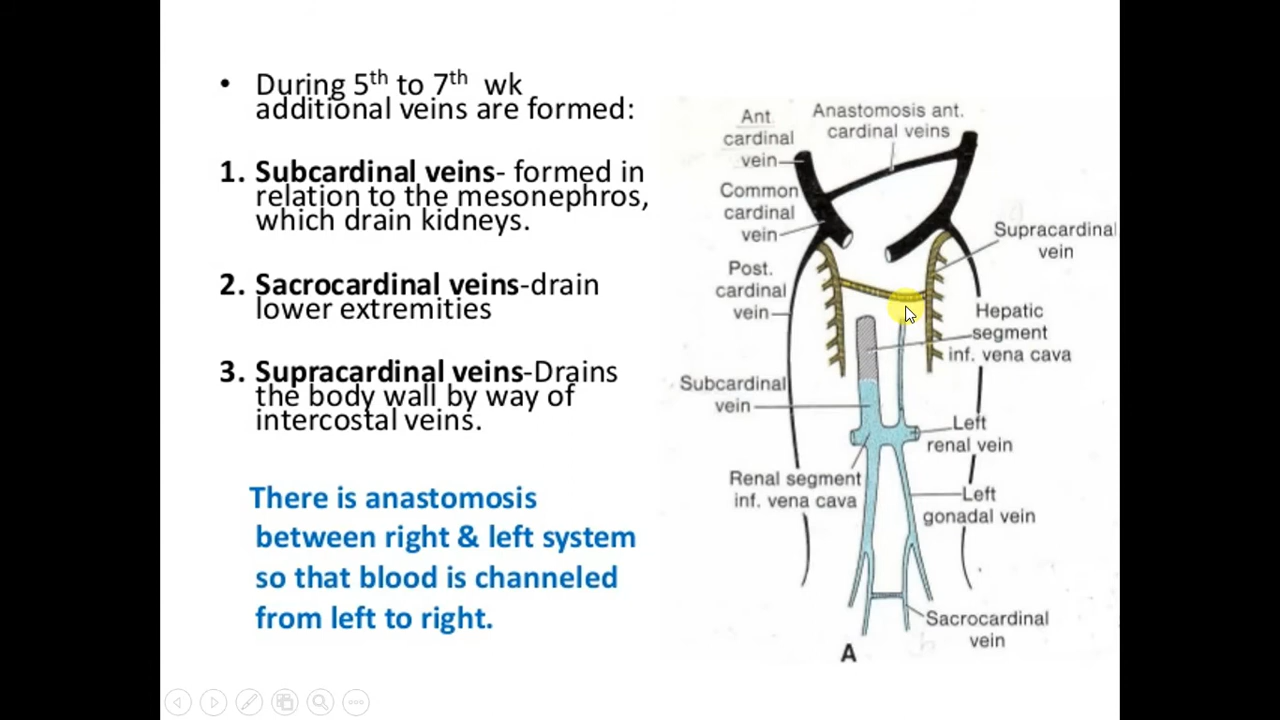 • During 5th to 7th wk
additional veins are formed:
1. Subcardinal veins- formed in
relation to the mesonephros,
which drain kidneys.
2. Sacrocardinal veins-drain
lower extremities
3. Supracardinal veins-Drains
the body wall by way of
intercostal veins.
There is anastomosis
between right & left system
so that blood is channeled
from left to right.
Ant
cardinal
vein
Anastomosis ant.
cardinal veins
Common
cardinal
vein
Supracardinal
vein
Post.
cardinal
vein
Hepatic
segment
inf. vena cava
Subcardinal
vein
Left
renal vein
Renal segment
inf. vena cava
Left
gonadal vein
Sacrocardinal
vein
A